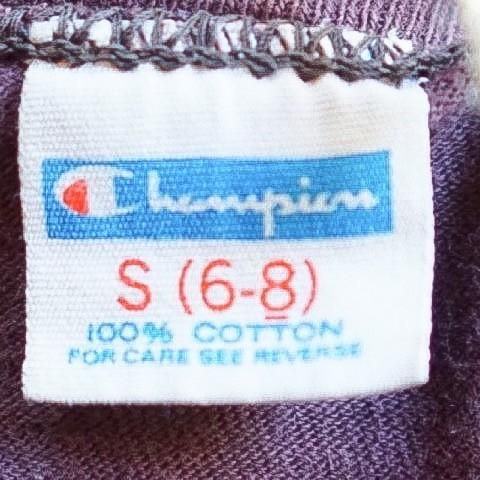 Champion
S (6-8)
100% COTTON
FOR CARE SEE REVERSE